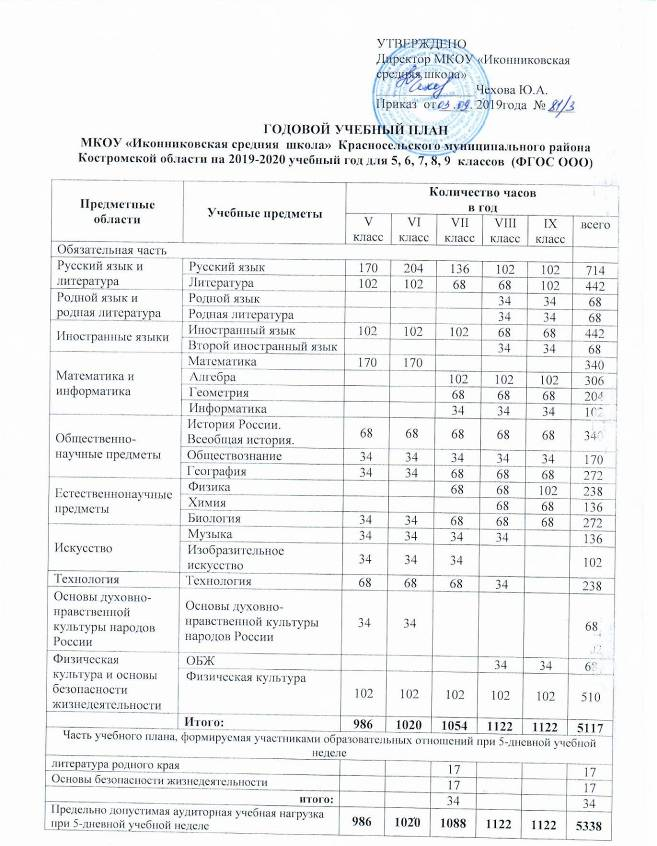 УТВЕРЖДЕНО
Директор МКОУ «Иконниковская
средняя школа»
Чехова Ю.А.
Приказ от 03.09. 2019года № 81/3
ГОДОВОЙ УЧЕБНЫЙ ПЛАН
МКОУ «Иконниковская средняя школа» Красносельского муниципального района
Костромской области на 2019-2020 учебный год для 5, 6, 7, 8, 9 классов (ФГОС ООО)
Предметные области Учебные предметы Количество часов в год
V класс VI класс VII класс VIII класс IX класс всего
Обязательная часть
Русский язык и литература Русский язык 170 204 136 102 102 714
Литература 102 102 68 68 102 442
Родной язык и родная литература Родной язык 34 34 68
Родная литература 34 34 68
Иностранные языки Иностранный язык 102 102 102 68 68 442
Второй иностранный язык 34 34 68
Математика и информатика Математика 170 170 340
Алгебра 102 102 102 306
Геометрия 68 68 68 204
Информатика 34 34 34 102
Общественно-научные предметы История России. Всеобщая история. 68 68 68 68 68 340
Обществознание 34 34 34 34 34 170
География 34 34 68 68 68 272
Естественнонаучные предметы Физика 68 68 102 238
Химия 68 68 136
Биология 34 34 68 68 68 272
Искусство Музыка 34 34 34 34 136
Изобразительное искусство 34 34 34 102
Технология Технология 68 68 68 34 238
Основы духовно-нравственной культуры народов России Основы духовно-нравственной культуры народов России 34 34 68
Физическая культура и основы безопасности жизнедеятельности ОБЖ 34 34 68
Физическая культура 102 102 102 102 102 510
Итого: 986 1020 1054 1122 1122 5117
Часть учебного плана, формируемая участниками образовательных отношений при 5-дневной учебной
неделе
литература родного края 17 17
Основы безопасности жизнедеятельности 17 17
итого: 34 34
Предельно допустимая аудиторная учебная нагрузка при 5-дневной учебной неделе 986 1020 1088 1122 1122 5338